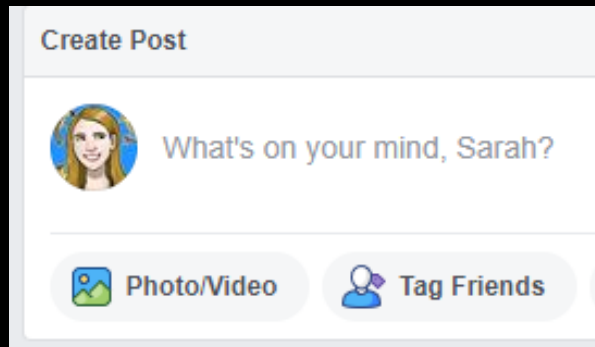 Create Post
What's on your mind, Sarah?
Photo/Video Tag Friends